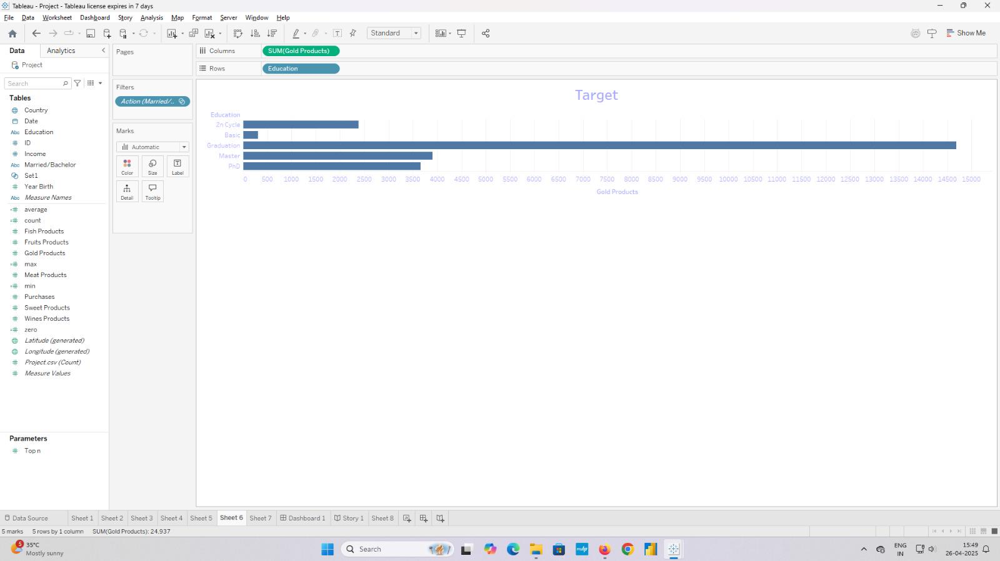 Tableau - Project - Tableau license expires in 7 days
File Data Worksheet Dashboard Story Analysis Map Format Server Window Help
Standard
Show Me
Data Analytics
Project
Search
Tables
Country
Date
Abc Education
ID
Income
Abc Married/Bachelor
Set1
Year Birth
Abc Measure Names
average
count
Fish Products
Fruits Products
Gold Products
max
Meat Products
min
Purchases
Sweet Products
Wines Products
zero
Latitude (generated)
Longitude (generated)
Project.csv (Count)
Measure Values
Parameters
Top n
Pages
Filters
Action (Married/..
Marks
Automatic
Color Size Label
Detail Tooltip
Columns SUM(Gold Products)
Rows Education
Target
Education
2n Cycle
Basic
Graduation
Master
PhD
0 500 1000 1500 2000 2500 3000 3500 4000 4500 5000 5500 6000 6500 7000 7500 8000 8500 9000 9500 10000 10500 11000 11500 12000 12500 13000 13500 14000 14500 15000
Gold Products
Data Source Sheet 1 Sheet 2 Sheet 3 Sheet 4 Sheet 5 Sheet 6 Sheet 7 Dashboard 1 Story 1 Sheet 8
5 marks 5 rows by 1 column SUM(Gold Products): 24,937
5
35°C
Mostly sunny
Search
myhp
ENG
IN
15:49
26-04-2025